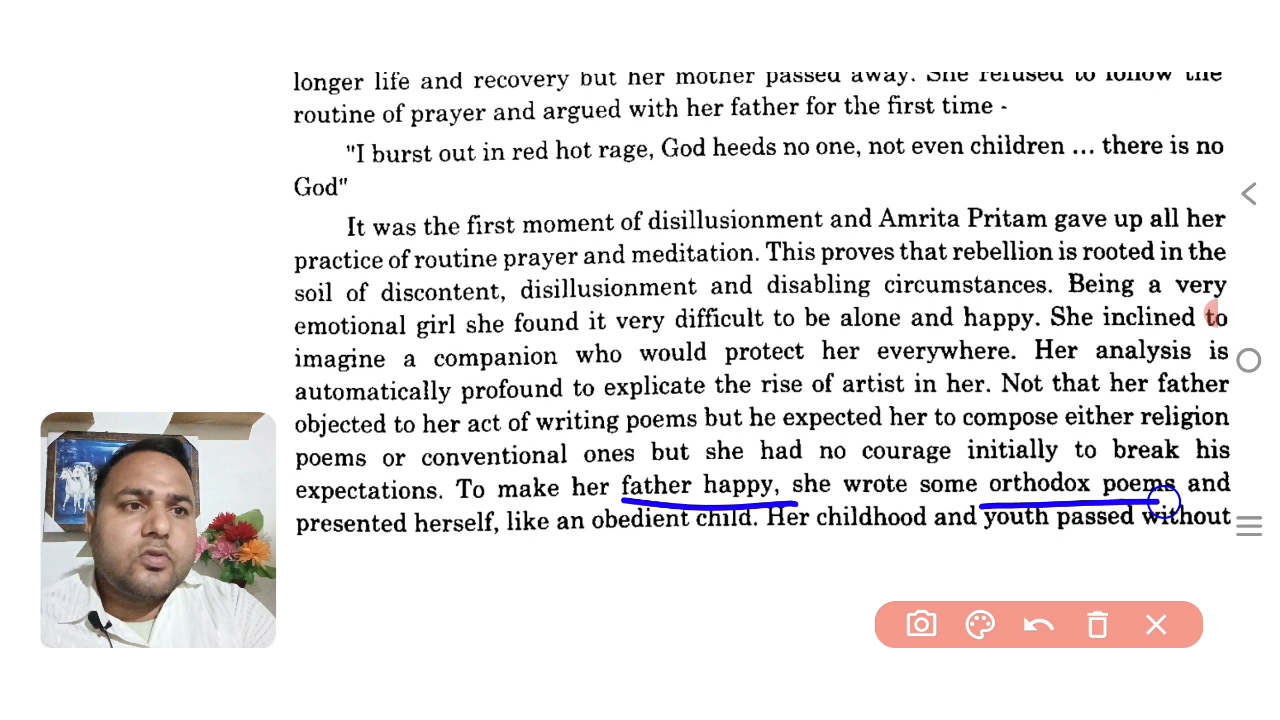 longer life and recovery but her mother passed away. She refused to follow the
routine of prayer and argued with her father for the first time -
"I burst out in red hot rage, God heeds no one, not even children ... there is no
God"
It was the first moment of disillusionment and Amrita Pritam gave up all her
practice of routine prayer and meditation. This proves that rebellion is rooted in the
soil of discontent, disillusionment and disabling circumstances. Being a very
emotional girl she found it very difficult to be alone and happy. She inclined to
imagine a companion who would protect her everywhere. Her analysis is
automatically profound to explicate the rise of artist in her. Not that her father
objected to her act of writing poems but he expected her to compose either religion
poems or conventional ones but she had no courage initially to break his
expectations. To make her father happy, she wrote some orthodox poems and
presented herself, like an obedient child. Her childhood and youth passed without